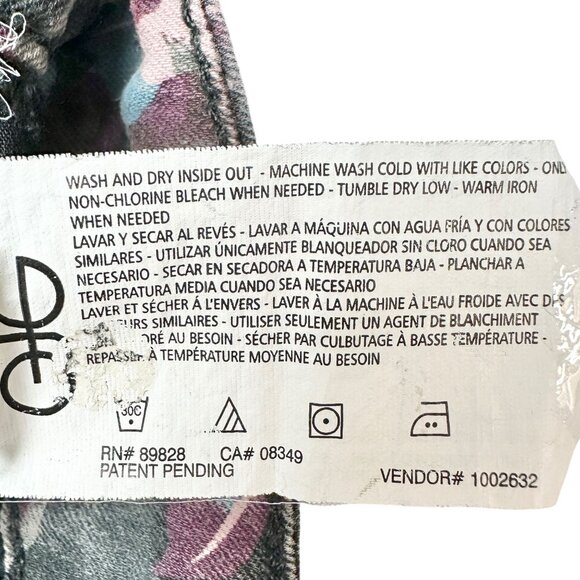 WASH AND DRY INSIDE OUT - MACHINE WASH COLD WITH LIKE COLORS - ONL
NON-CHLORINE BLEACH WHEN NEEDED - TUMBLE DRY LOW - WARM IRON
WHEN NEEDED
LAVAR Y SECAR AL REVÉS - LAVAR A MÁQUINA CON AGUA FRÍA Y CON COLORES
SIMILARES - UTILIZAR ÚNICAMENTE BLANQUEADOR SIN CLORO CUANDO SEA
NECESARIO - SECAR EN SECADORA A TEMPERATURA BAJA - PLANCHAR A
TEMPERATURA MEDIA CUANDO SEA NECESARIO
LAVER ET SÉCHER À L'ENVERS - LAVER À LA MACHINE À L'EAU FROIDE AVEC DES
SIMILAIRES - UTILISER SEULEMENT UN AGENT DE BLANCHIMENT
AU BESOIN - SÉCHER PAR CULBUTAGE À BASSE TEMPÉRATURE -
REPASSER À TEMPÉRATURE MOYENNE AU BESOIN
30C
RN# 89828 CA# 08349
PATENT PENDING
VENDOR# 1002632